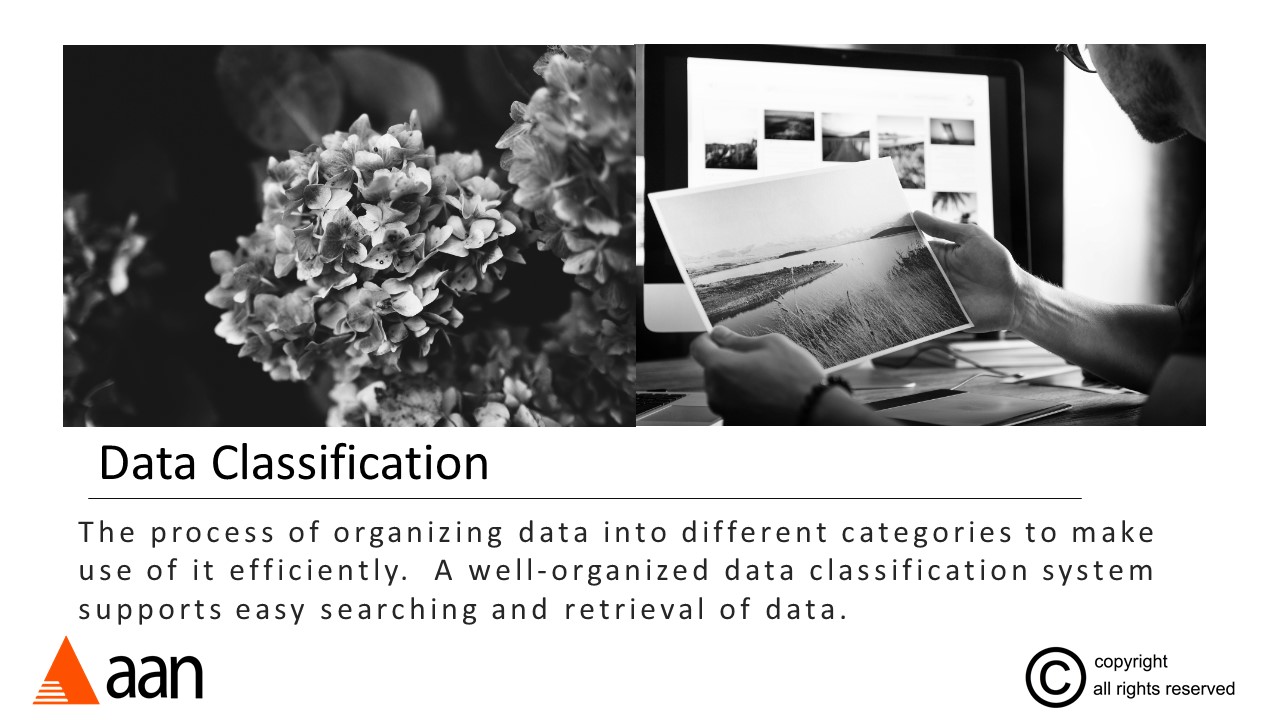 Data Classification
The process of organizing data into different categories to make
use of it efficiently.  A well-organized data classification system
supports easy searching and retrieval of data.
aan
© copyright
all rights reserved